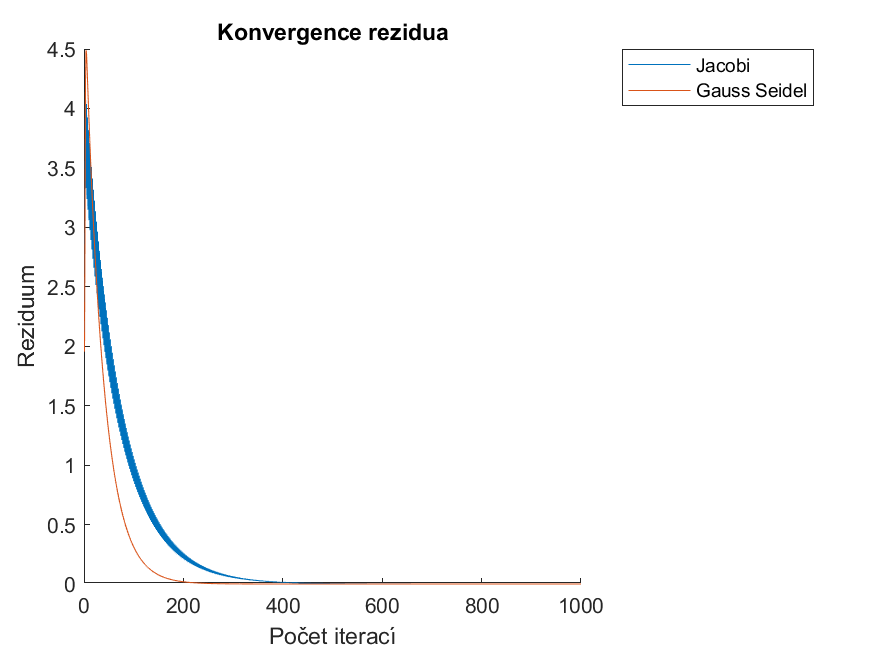 Konvergence rezidua
Jacobi
Gauss Seidel
4.5
4
3.5
3
2.5
2
1.5
1
0.5
0
Reziduum
0 200 400 600 800 1000
Počet iterací